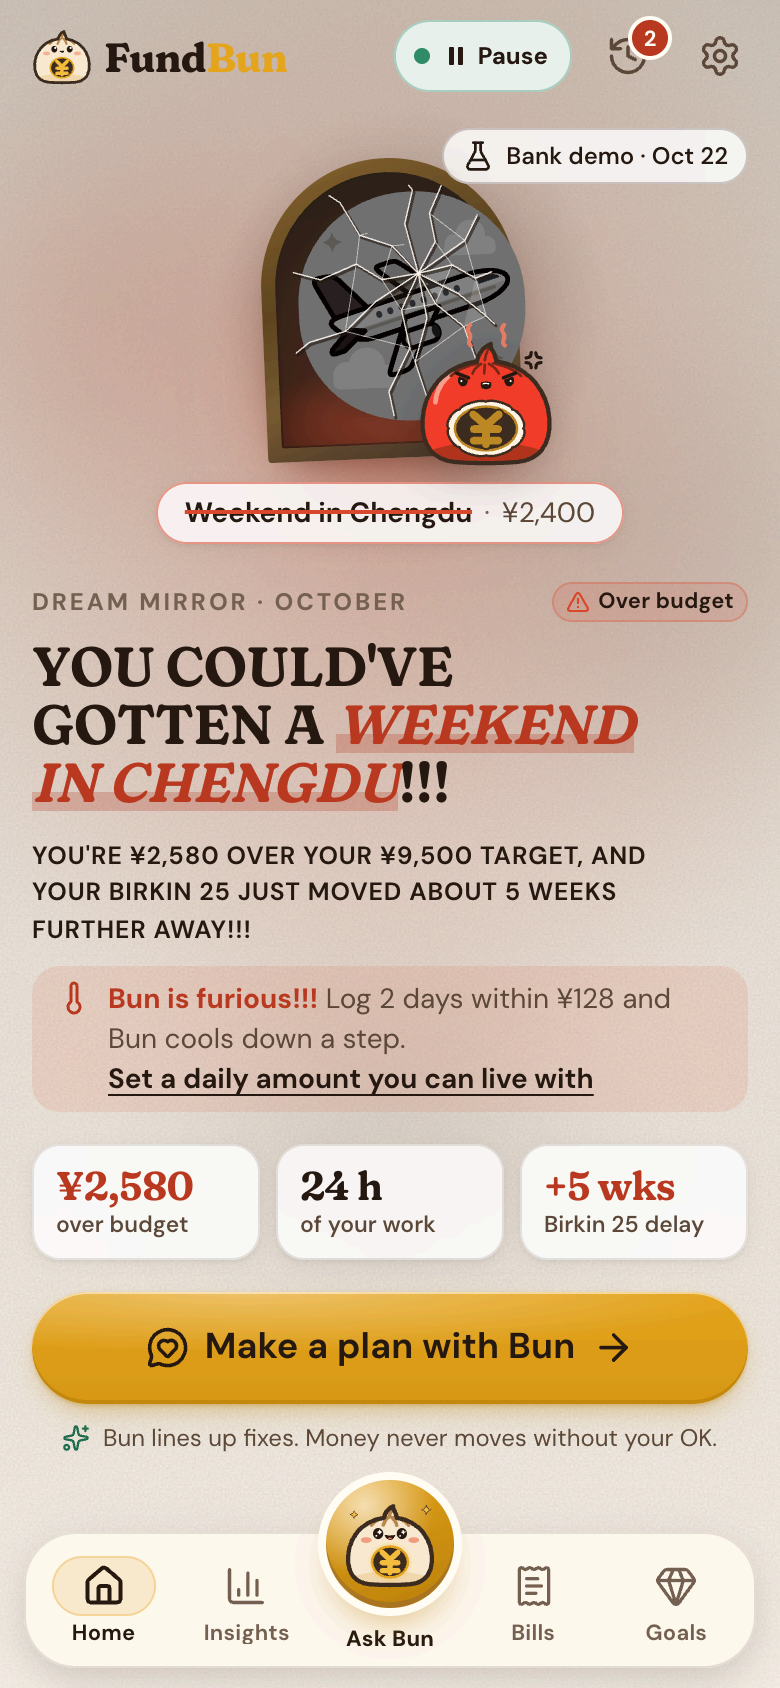 FundBun
Pause
2
Bank demo · Oct 22
¥
Weekend in Chengdu · ¥2,400
DREAM MIRROR · OCTOBER
Over budget
YOU COULD'VE
GOTTEN A WEEKEND
IN CHENGDU!!!
YOU'RE ¥2,580 OVER YOUR ¥9,500 TARGET, AND
YOUR BIRKIN 25 JUST MOVED ABOUT 5 WEEKS
FURTHER AWAY!!!
Bun is furious!!! Log 2 days within ¥128 and
Bun cools down a step.
Set a daily amount you can live with
¥2,580
over budget
24 h
of your work
+5 wks
Birkin 25 delay
Make a plan with Bun
Bun lines up fixes. Money never moves without your OK.
¥
Home
Insights
Ask Bun
Bills
Goals